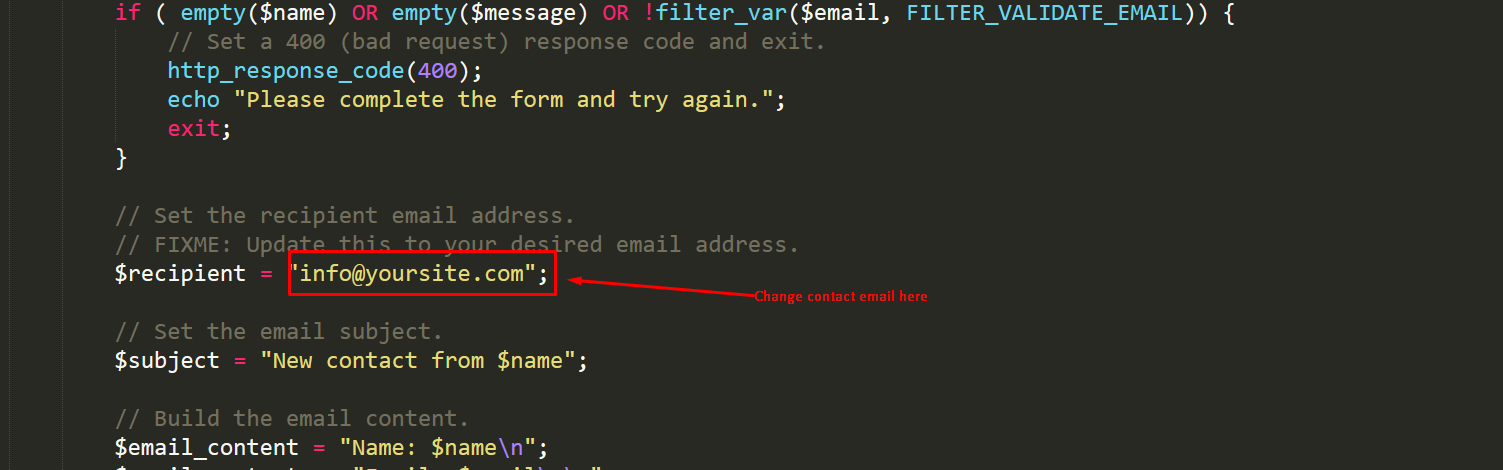 if ( empty($name) OR empty($message) OR !filter_var($email, FILTER_VALIDATE_EMAIL)) {
// Set a 400 (bad request) response code and exit.
http_response_code(400);
echo "Please complete the form and try again.";
exit;
}
// Set the recipient email address.
// FIXME: Update this to your desired email address.
$recipient = "info@yoursite.com";
Change contact email here
// Set the email subject.
$subject = "New contact from $name";
// Build the email content.
$email_content = "Name: $name\n";